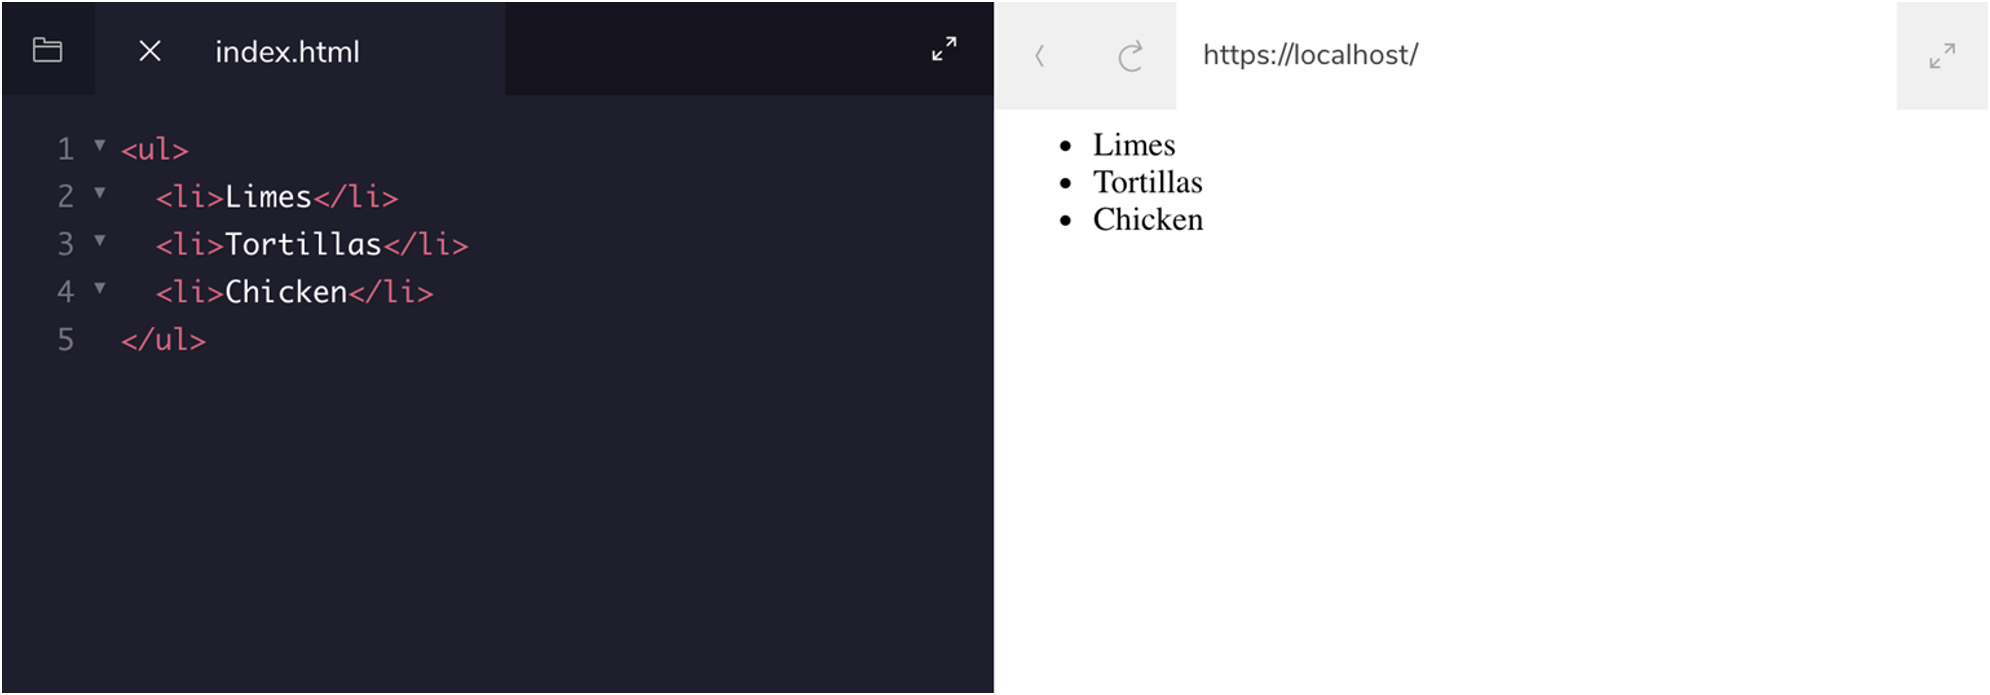 index.html
1 <ul>
2 <li>Limes</li>
3 <li>Tortillas</li>
4 <li>Chicken</li>
5 </ul>
https://localhost/
• Limes
• Tortillas
• Chicken